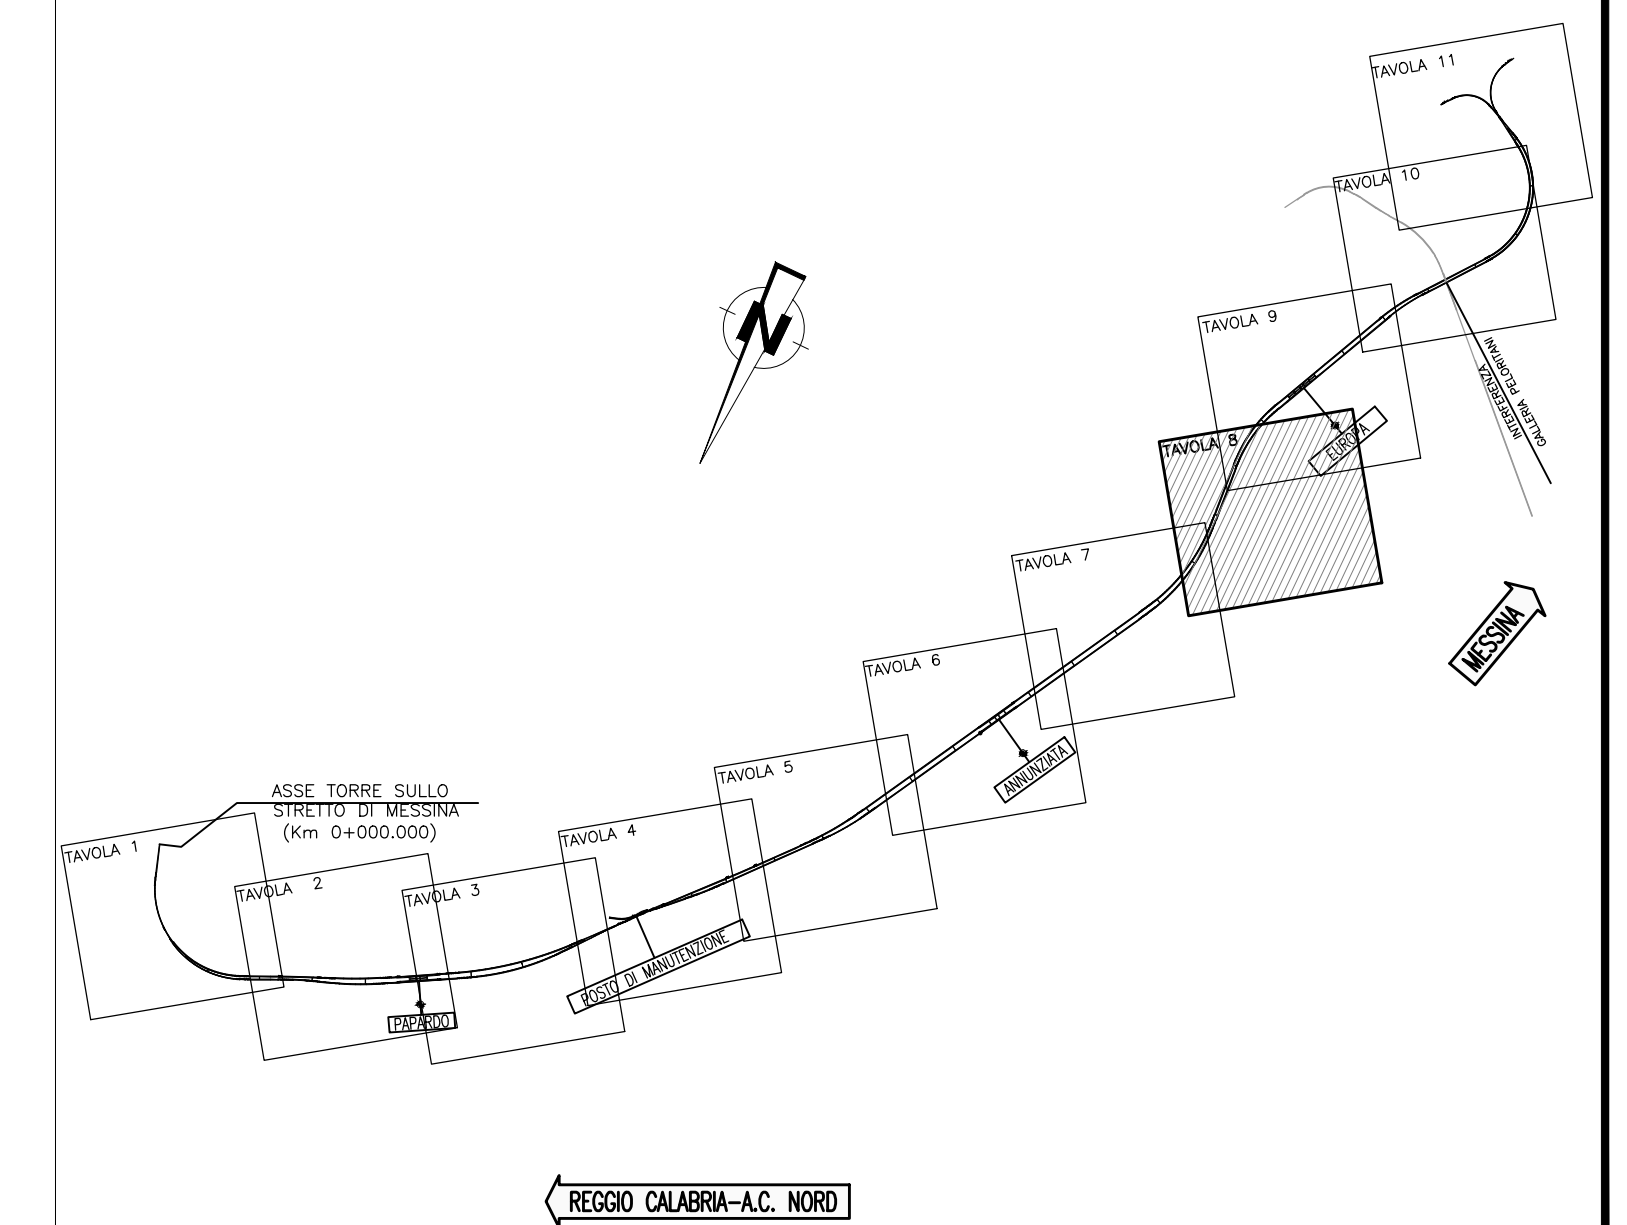 TAVOLA 11
TAVOLA 10
TAVOLA 9
INTERFERENZA
GALLERIA PELORITANI
N
EUROPA
TAVOLA 8
TAVOLA 7
MESSINA
TAVOLA 6
ANNUNZIATA
TAVOLA 5
ASSE TORRE SULLO
STRETTO DI MESSINA
(Km 0+000.000)
TAVOLA 4
TAVOLA 1
TAVOLA 2
TAVOLA 3
POSTO DI MANUTENZIONE
PAPARDO
REGGIO CALABRIA-A.C. NORD